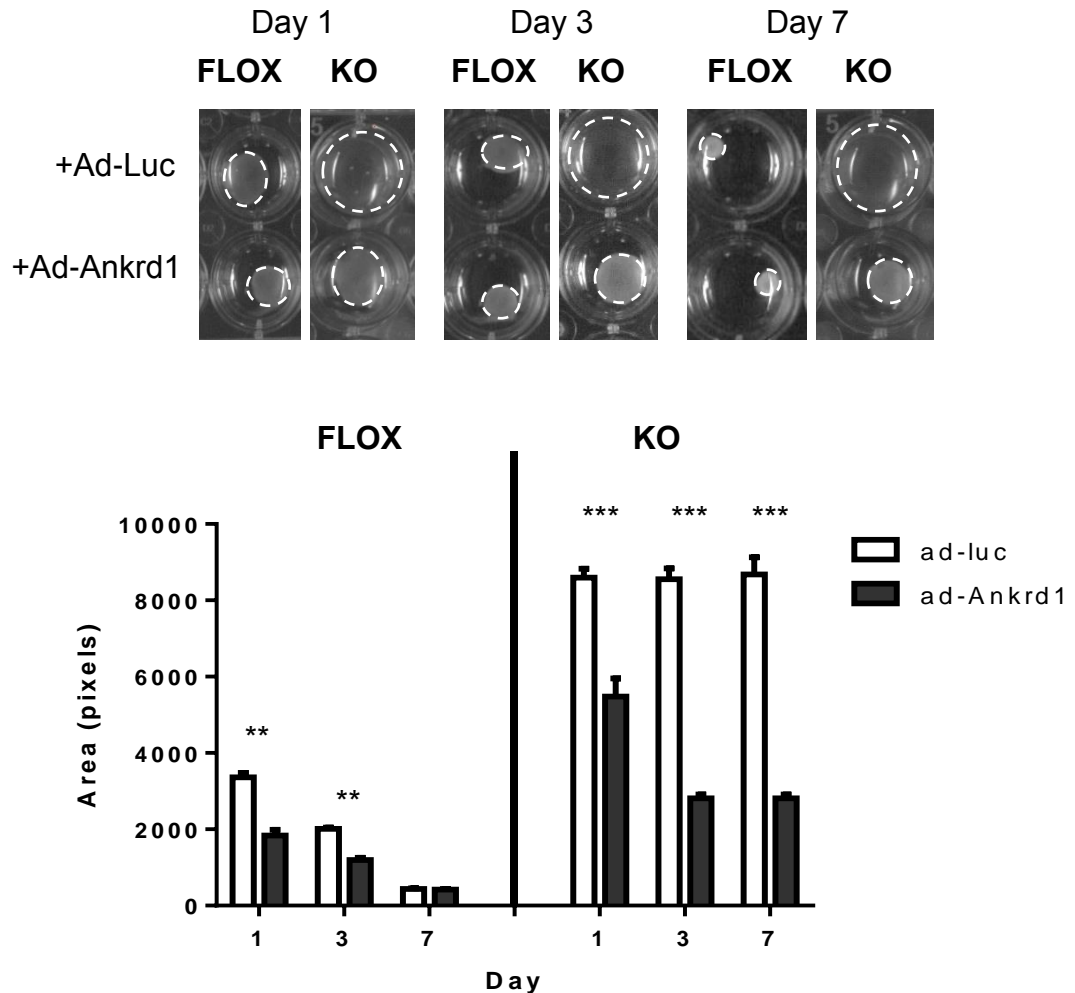 Day 1 Day 3 Day 7
FLOX KO FLOX KO FLOX KO
+Ad-Luc
+Ad-Ankrd1
FLOX KO
*** *** ***
** **
ad-luc
ad-Ankrd1
Area (pixels)
10000
8000
6000
4000
2000
0
1 3 7 1 3 7
Day